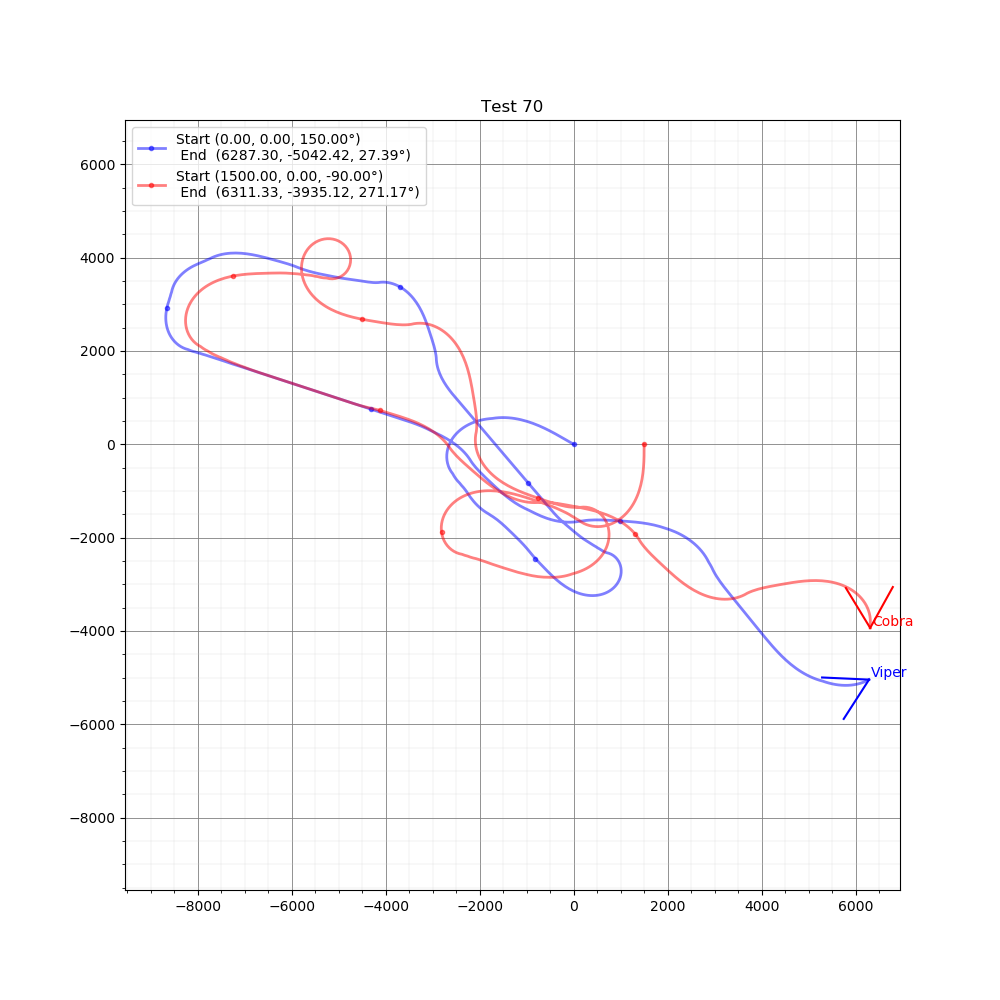 Test 70
Start (0.00, 0.00, 150.00°)
End  (6287.30, -5042.42, 27.39°)
Start (1500.00, 0.00, -90.00°)
End  (6311.33, -3935.12, 271.17°)
6000
4000
2000
0
−2000
−4000
−6000
−8000
Cobra
Viper
−8000 −6000 −4000 −2000 0 2000 4000 6000